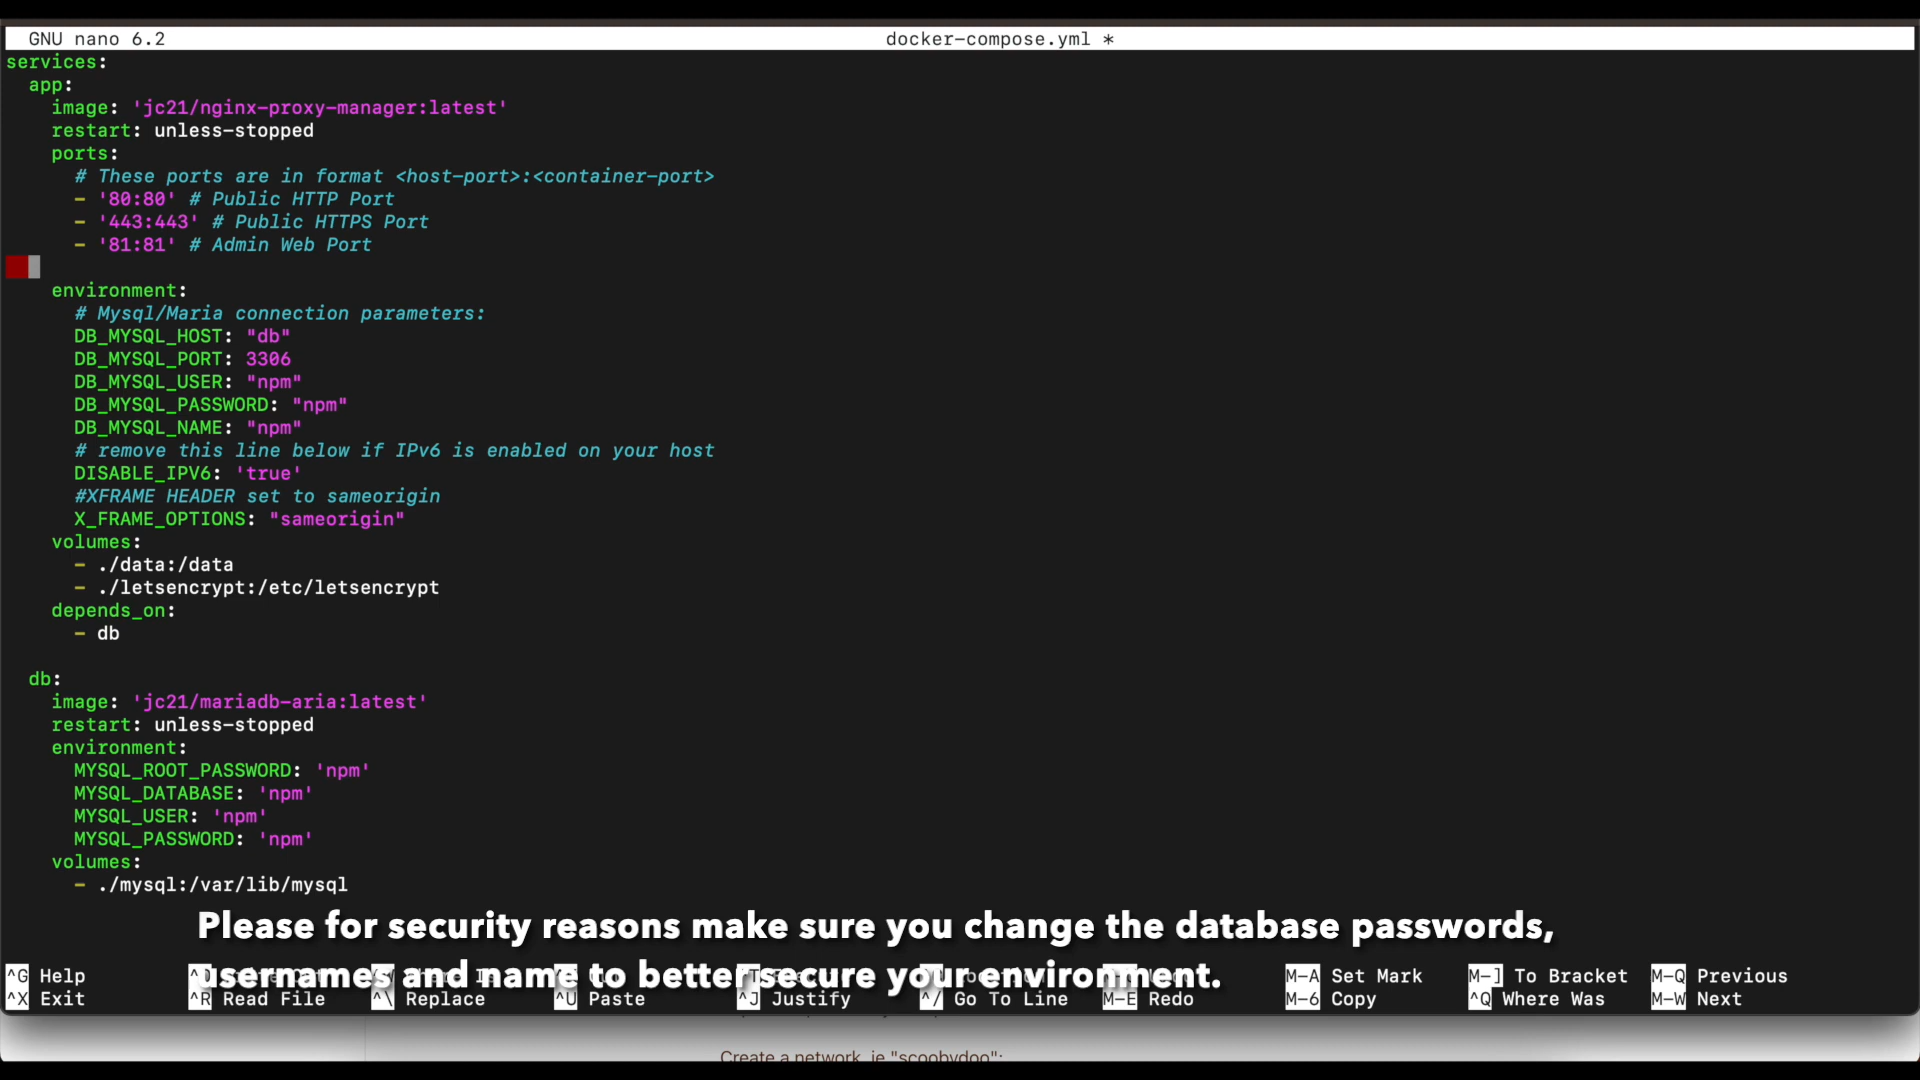 GNU nano 6.2 docker-compose.yml *
services:
app:
image: 'jc21/nginx-proxy-manager:latest'
restart: unless-stopped
ports:
# These ports are in format <host-port>:<container-port>
- '80:80' # Public HTTP Port
- '443:443' # Public HTTPS Port
- '81:81' # Admin Web Port
environment:
# Mysql/Maria connection parameters:
DB_MYSQL_HOST: "db"
DB_MYSQL_PORT: 3306
DB_MYSQL_USER: "npm"
DB_MYSQL_PASSWORD: "npm"
DB_MYSQL_NAME: "npm"
# remove this line below if IPv6 is enabled on your host
DISABLE_IPV6: 'true'
#XFRAME HEADER set to sameorigin
X_FRAME_OPTIONS: "sameorigin"
volumes:
- ./data:/data
- ./letsencrypt:/etc/letsencrypt
depends_on:
- db
db:
image: 'jc21/mariadb-aria:latest'
restart: unless-stopped
environment:
MYSQL_ROOT_PASSWORD: 'npm'
MYSQL_DATABASE: 'npm'
MYSQL_USER: 'npm'
MYSQL_PASSWORD: 'npm'
volumes:
- ./mysql:/var/lib/mysql
Please for security reasons make sure you change the database passwords,
usernames and name to better secure your environment.
^G Help M-A Set Mark M-] To Bracket M-Q Previous
^X Exit ^R Read File ^\ Replace ^U Paste ^J Justify ^/ Go To Line M-E Redo M-6 Copy ^Q Where Was M-W Next
Create a network, ie "scoobydoo":